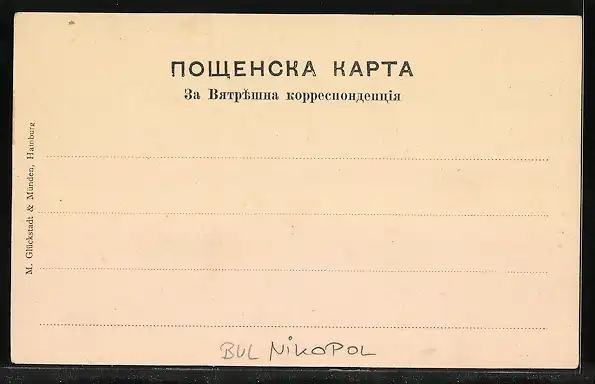 ПОЩЕНСКА КАРТА
За Вятрѣшна корреспонденція
M. Glückstadt & Münden, Hamburg
BUL NIKOPOL